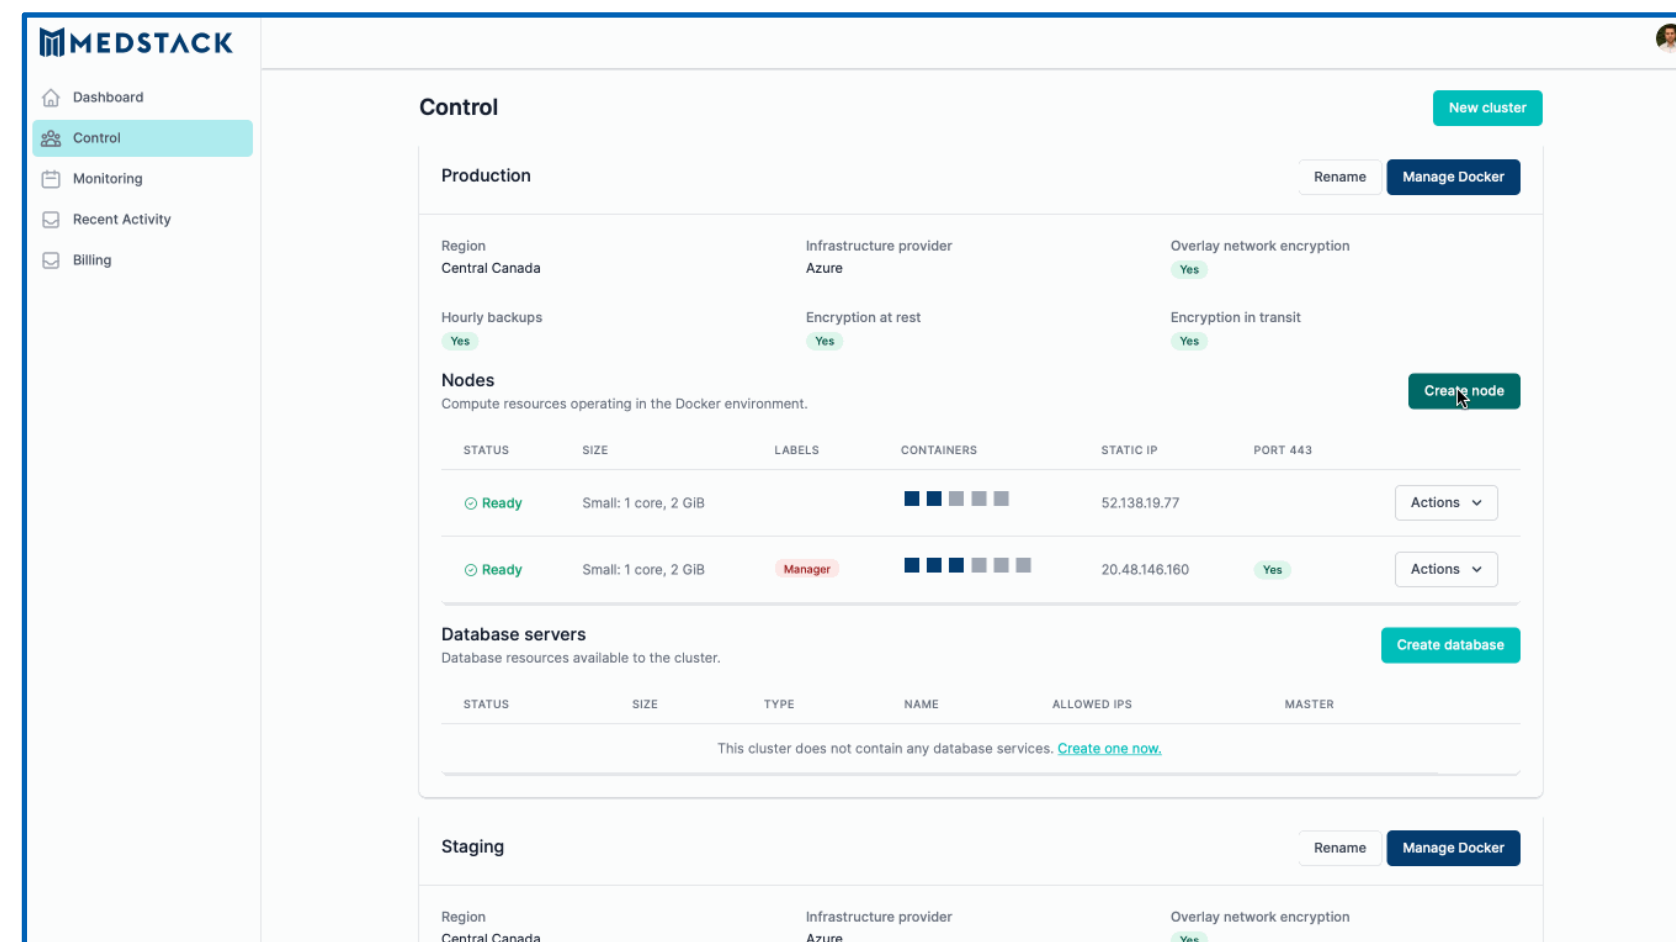 MEDSTACK
Dashboard
Control
Monitoring
Recent Activity
Billing
Control
New cluster
Production
Rename
Manage Docker
Region
Infrastructure provider
Overlay network encryption
Central Canada
Azure
Yes
Hourly backups
Encryption at rest
Encryption in transit
Yes
Yes
Yes
Nodes
Create node
Compute resources operating in the Docker environment.
STATUS SIZE LABELS CONTAINERS STATIC IP PORT 443
Ready Small: 1 core, 2 GiB 52.138.19.77 Actions
Ready Small: 1 core, 2 GiB Manager 20.48.146.160 Yes Actions
Database servers
Create database
Database resources available to the cluster.
STATUS SIZE TYPE NAME ALLOWED IPS MASTER
This cluster does not contain any database services. Create one now.
Staging
Rename
Manage Docker
Region
Infrastructure provider
Overlay network encryption
Central Canada
Azure
Yes